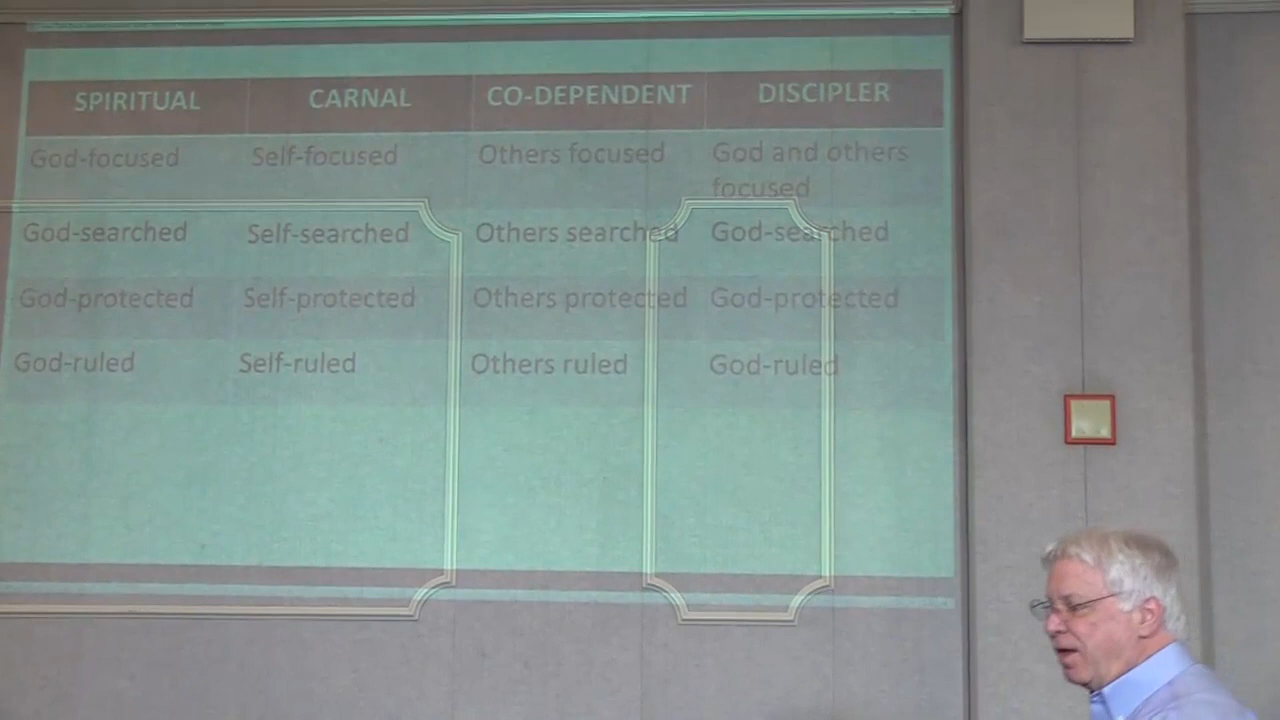 SPIRITUAL CARNAL CO-DEPENDENT DISCIPLER
God-focused Self-focused Others focused God and others
focused
God-searched Self-searched Others searched God-searched
God-protected Self-protected Others protected God-protected
God-ruled Self-ruled Others ruled God-ruled